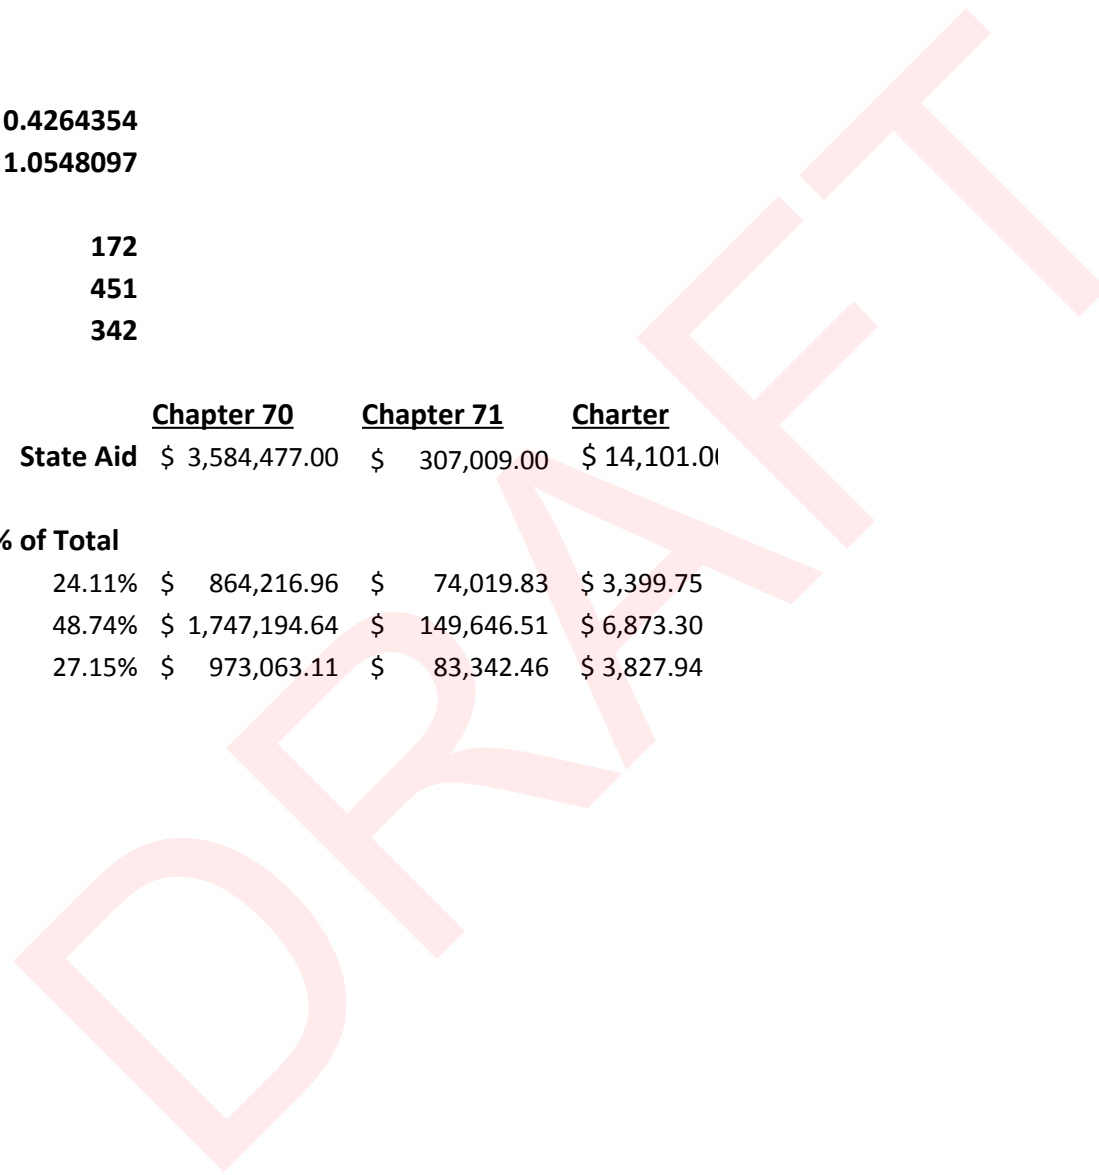 0.4264354
1.0548097
172
451
342
Chapter 70 Chapter 71 Charter
State Aid $ 3,584,477.00 $ 307,009.00 $ 14,101.0
% of Total
24.11% $ 864,216.96 $ 74,019.83 $ 3,399.75
48.74% $ 1,747,194.64 $ 149,646.51 $ 6,873.30
27.15% $ 973,063.11 $ 83,342.46 $ 3,827.94
DRAFT